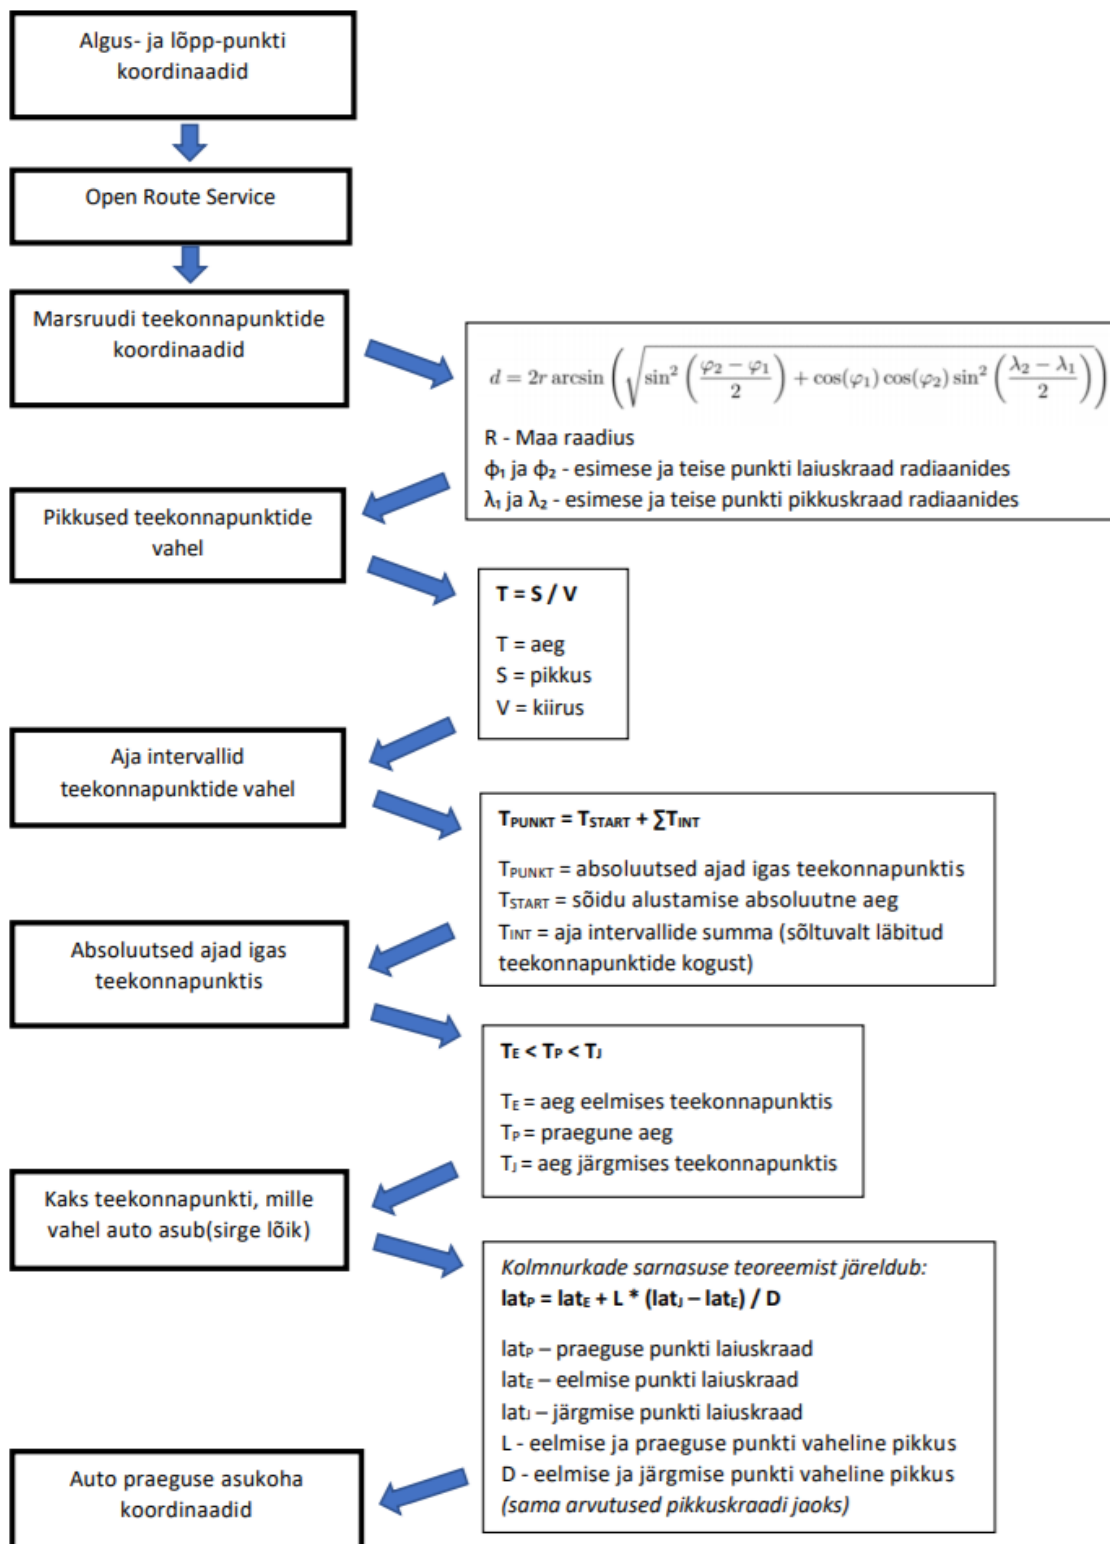 Algus- ja lõpp-punkti
koordinaadid
Open Route Service
Marsruudi teekonnapunktide
koordinaadid
d = 2r arcsin ( √( sin² ( (φ₂ − φ₁) / 2 ) + cos(φ₁) cos(φ₂) sin² ( (λ₂ − λ₁) / 2 ) ) )
R - Maa raadius
ϕ₁ ja ϕ₂ - esimese ja teise punkti laiuskraad radiaanides
λ₁ ja λ₂ - esimese ja teise punkti pikkuskraad radiaanides
Pikkused teekonnapunktide
vahel
T = S / V
T = aeg
S = pikkus
V = kiirus
Aja intervallid
teekonnapunktide vahel
TPUNKT = TSTART + ∑TINT
TPUNKT = absoluutsed ajad igas teekonnapunktis
TSTART = sõidu alustamise absoluutne aeg
TINT = aja intervallide summa (sõltuvalt läbitud
teekonnapunktide kogust)
Absoluutsed ajad igas
teekonnapunktis
TE < TP < TJ
TE = aeg eelmises teekonnapunktis
TP = praegune aeg
TJ = aeg järgmises teekonnapunktis
Kaks teekonnapunkti, mille
vahel auto asub(sirge lõik)
Kolmnurkade sarnasuse teoreemist järeldub:
latP = latE + L * (latJ – latE) / D
latP – praeguse punkti laiuskraad
latE – eelmise punkti laiuskraad
latJ – järgmise punkti laiuskraad
L - eelmise ja praeguse punkti vaheline pikkus
D - eelmise ja järgmise punkti vaheline pikkus
(sama arvutused pikkuskraadi jaoks)
Auto praeguse asukoha
koordinaadid